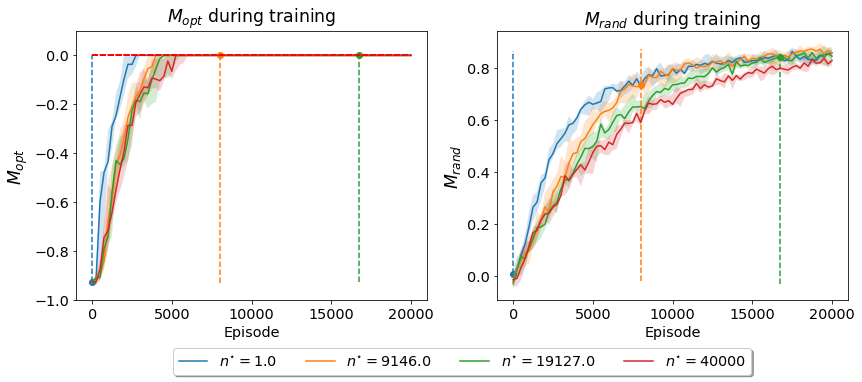 M_opt during training
M_opt
0.0
−0.2
−0.4
−0.6
−0.8
−1.0
0 5000 10000 15000 20000
Episode
M_rand during training
M_rand
0.8
0.6
0.4
0.2
0.0
0 5000 10000 15000 20000
Episode
n* = 1.0 n* = 9146.0 n* = 19127.0 n* = 40000